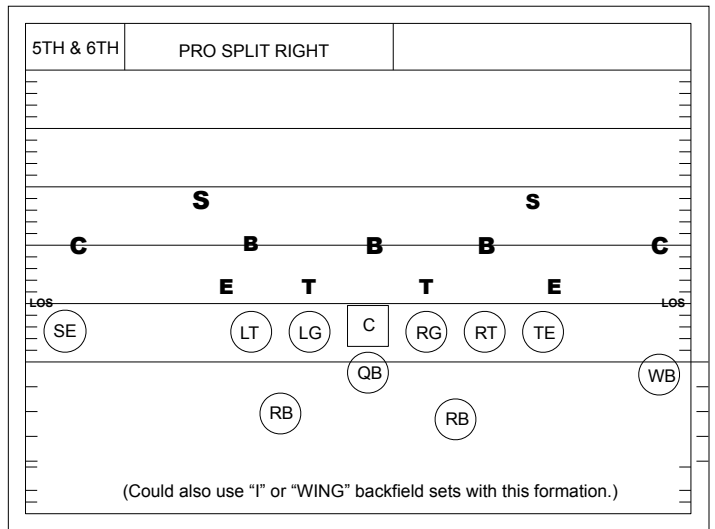 5TH & 6TH PRO SPLIT RIGHT
S S
C B B B C
E T T E
LOS LOS
SE LT LG C RG RT TE
QB WB
RB RB
(Could also use “I” or “WING” backfield sets with this formation.)